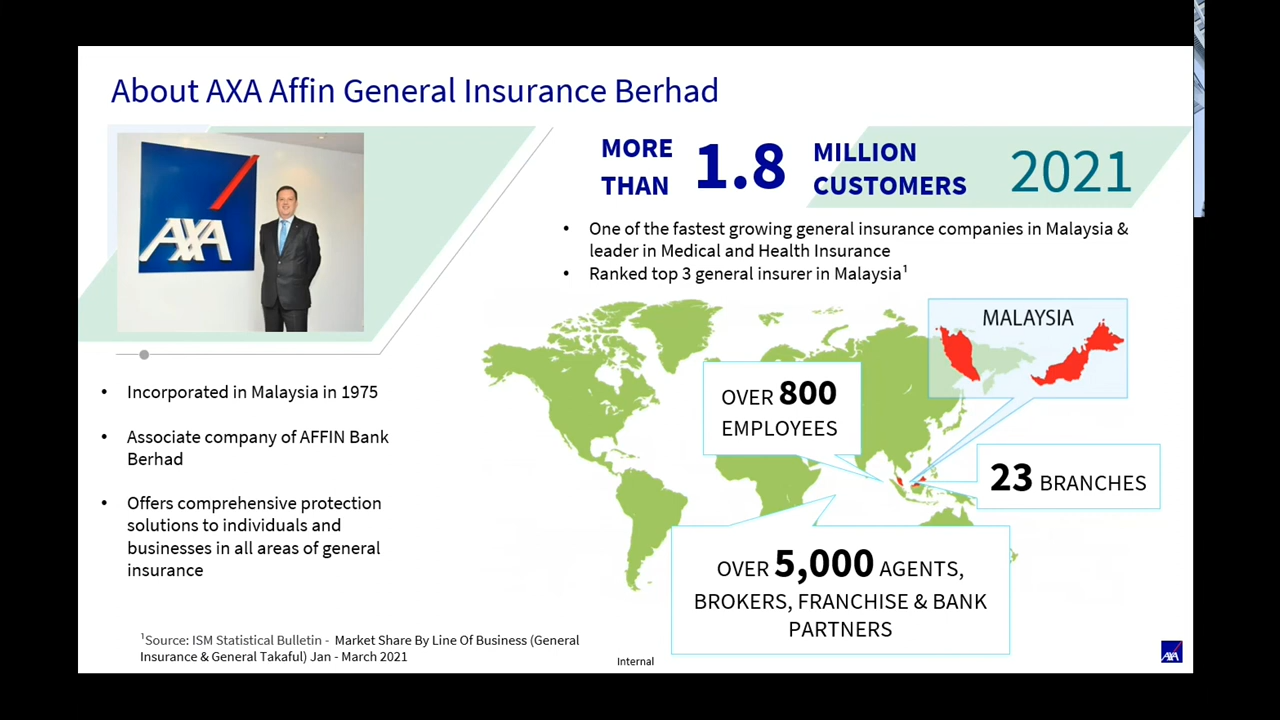 About AXA Affin General Insurance Berhad
AXA
MORE THAN 1.8 MILLION CUSTOMERS 2021
• One of the fastest growing general insurance companies in Malaysia &
leader in Medical and Health Insurance
• Ranked top 3 general insurer in Malaysia¹
• Incorporated in Malaysia in 1975
• Associate company of AFFIN Bank
Berhad
• Offers comprehensive protection
solutions to individuals and
businesses in all areas of general
insurance
MALAYSIA
OVER 800
EMPLOYEES
23 BRANCHES
OVER 5,000 AGENTS,
BROKERS, FRANCHISE & BANK
PARTNERS
¹Source: ISM Statistical Bulletin - Market Share By Line Of Business (General
Insurance & General Takaful) Jan - March 2021
Internal
AXA